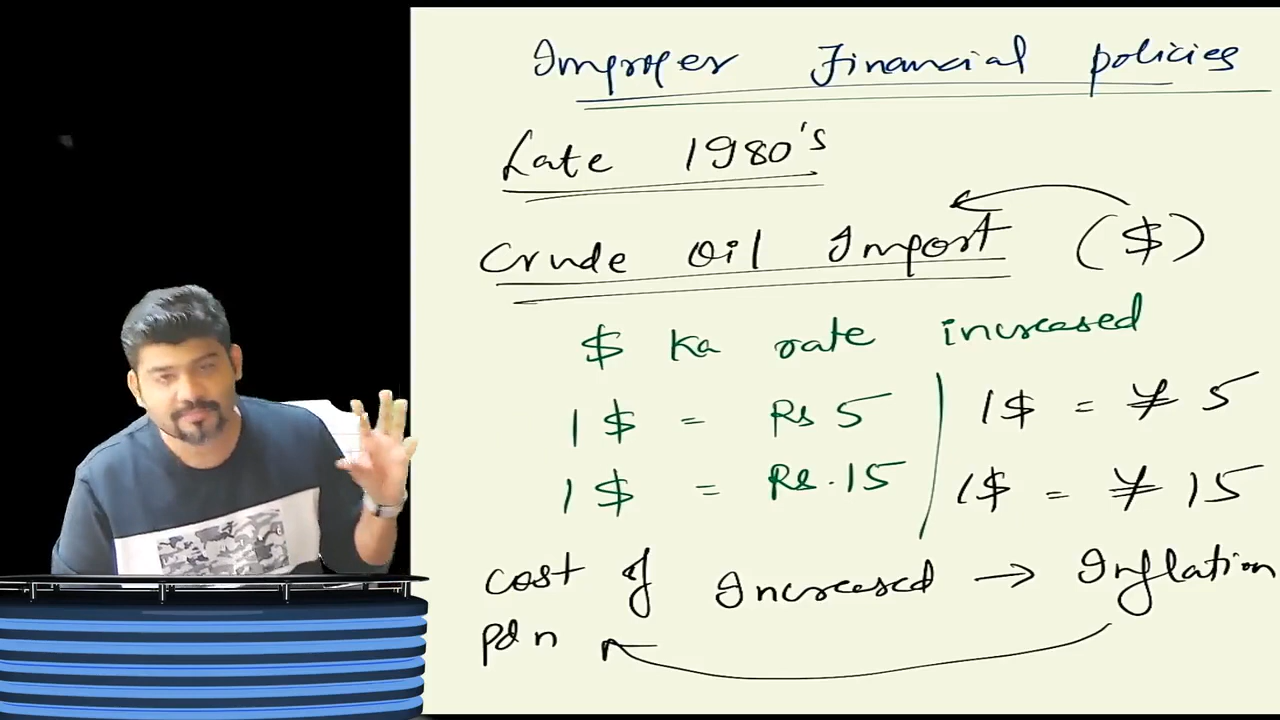 Improper Financial policies
Late 1980's
Crude Oil Import ($)
$ ka rate increased
1$ = Rs 5
1$ = Rs. 15
1$ = ¥ 5
1$ = ¥ 15
cost of Increased → Inflation
pdn